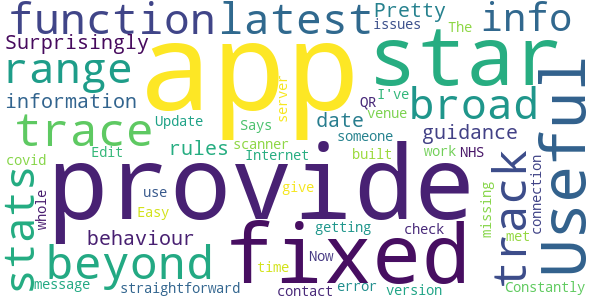 function latest Pretty info
issues The
Surprisingly
app star
range
server
information
QR I've broad useful
trace Update Says date venue
someone guidance
covid Edit rules scanner
Internet built work NHS
stats whole provide track connection
use Easy give missing
behaviour fixed getting check met
beyond Now
time Constantly
message straightforward contact error version